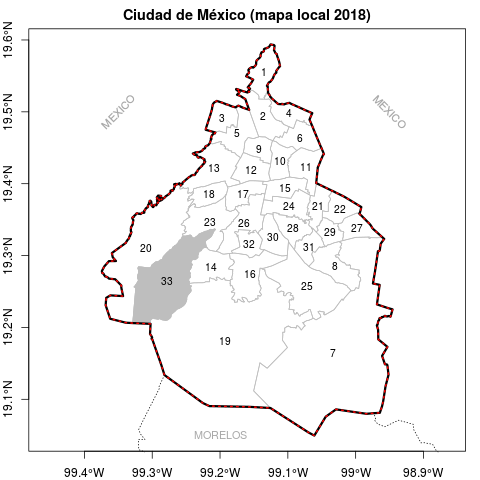 Ciudad de México (mapa local 2018)
19.6°N
19.5°N
19.4°N
19.3°N
19.2°N
19.1°N
MEXICO
MEXICO
1
2
3
4
5
6
9
10
11
12
13
15
17
18
24
21
22
23
26
28
29
27
20
30
32
31
14
16
8
33
25
19
7
MORELOS
99.4°W
99.3°W
99.2°W
99.1°W
99°W
98.9°W